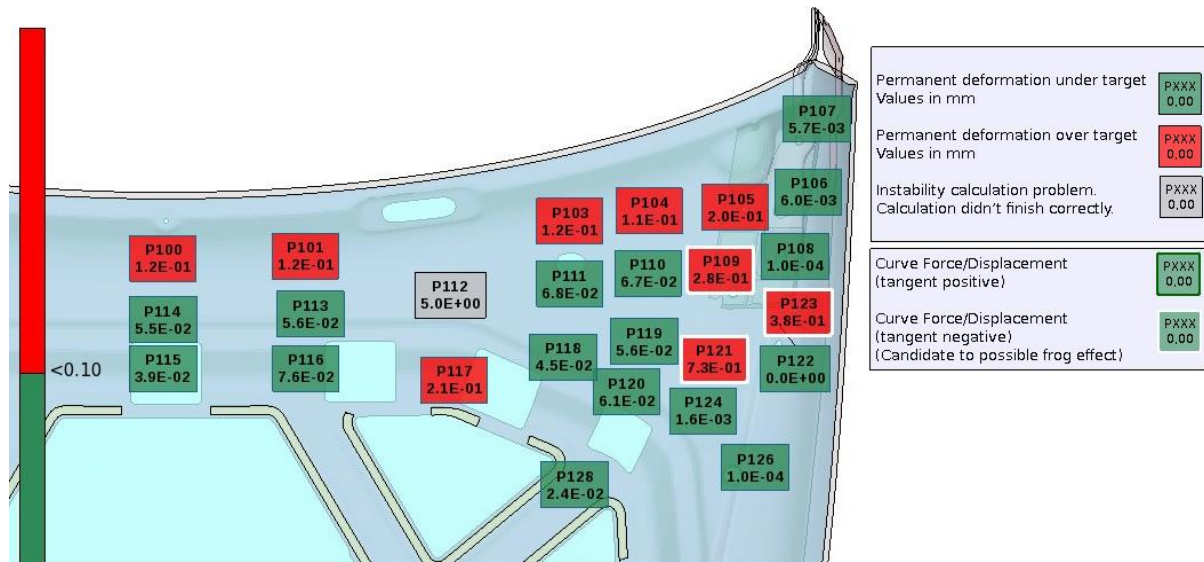 P107
5.7E-03
P106
6.0E-03
P103
1.2E-01
P104
1.1E-01
P105
2.0E-01
P100
1.2E-01
P101
1.2E-01
P112
5.0E+00
P111
6.8E-02
P110
6.7E-02
P109
2.8E-01
P108
1.0E-04
P114
5.5E-02
P113
5.6E-02
P123
3.8E-01
P115
3.9E-02
P116
7.6E-02
P117
2.1E-01
P118
4.5E-02
P119
5.6E-02
P121
7.3E-01
P122
0.0E+00
P120
6.1E-02
P124
1.6E-03
P126
1.0E-04
P128
2.4E-02
<0.10
Permanent deformation under target
Values in mm
PXXX
0,00
Permanent deformation over target
Values in mm
PXXX
0,00
Instability calculation problem.
Calculation didn't finish correctly.
PXXX
0,00
Curve Force/Displacement
(tangent positive)
PXXX
0,00
Curve Force/Displacement
(tangent negative)
(Candidate to possible frog effect)
PXXX
0,00